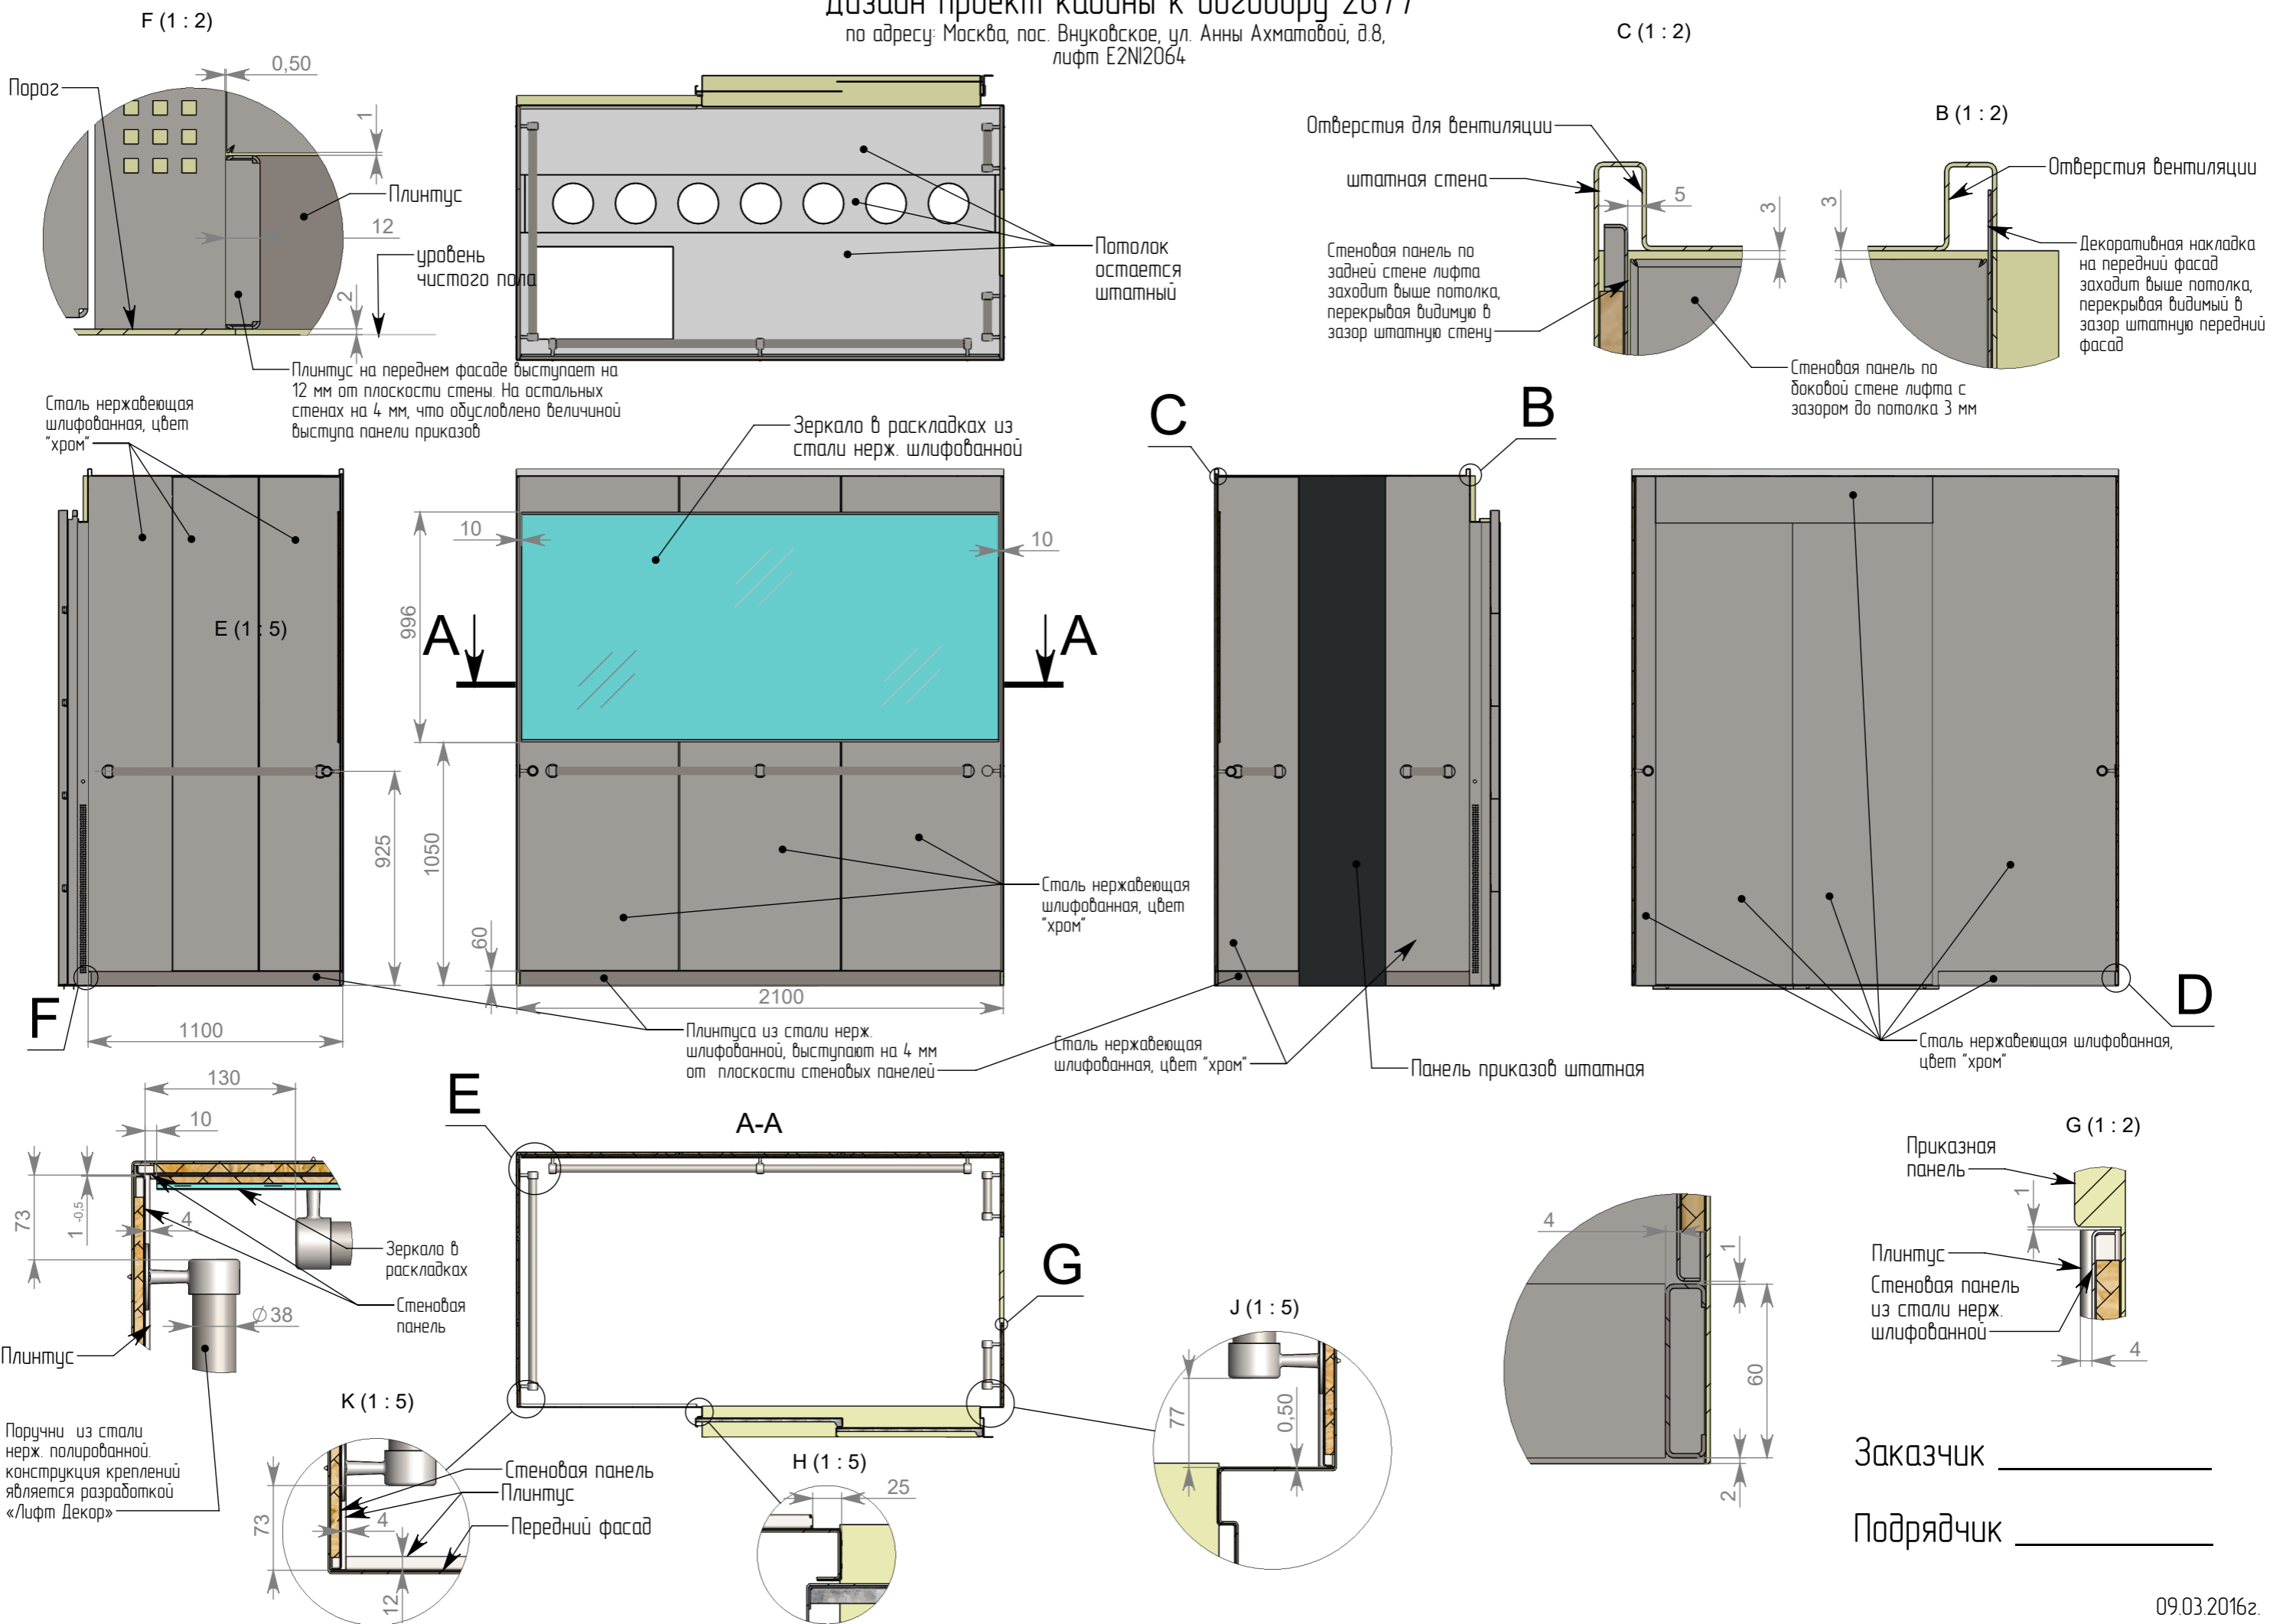 Дизайн проект кабины к договору 2677
по адресу: Москва, пос. Внуковское, ул. Анны Ахматовой, д.8,
лифт E2NI2064
F (1 : 2)
0,50
Порог
1
Плинтус
12
уровень
чистого пола
2
Плинтус на переднем фасаде выступает на
12 мм от плоскости стены. На остальных
стенах на 4 мм, что обусловлено величиной
выступа панели приказов
Потолок
остается
штатный
C (1 : 2)
Отверстия для вентиляции
штатная стена
5
3
Стеновая панель по
задней стене лифта
заходит выше потолка,
перекрывая видимую в
зазор штатную стену
Стеновая панель по
боковой стене лифта с
зазором до потолка 3 мм
B (1 : 2)
Отверстия вентиляции
3
Декоративная накладка
на передний фасад
заходит выше потолка,
перекрывая видимый в
зазор штатную передний
фасад
Сталь нержавеющая
шлифованная, цвет
"хром"
E (1 : 5)
925
F
1100
Зеркало в раскладках из
стали нерж. шлифованной
10
10
996
A
A
1050
60
2100
Сталь нержавеющая
шлифованная, цвет
"хром"
Плинтуса из стали нерж.
шлифованной, выступают на 4 мм
от плоскости стеновых панелей
C
B
Сталь нержавеющая
шлифованная, цвет "хром"
Панель приказов штатная
D
Сталь нержавеющая шлифованная,
цвет "хром"
130
10
73
1 -0,5
4
Зеркало в
раскладках
Стеновая
панель
∅38
Плинтус
Поручни из стали
нерж. полированной.
конструкция креплений
является разработкой
«Лифт Декор»
E
A-A
G
K (1 : 5)
Стеновая панель
Плинтус
Передний фасад
73
4
12
H (1 : 5)
25
J (1 : 5)
77
0,50
4
1
60
2
G (1 : 2)
Приказная
панель
1
Плинтус
Стеновая панель
из стали нерж.
шлифованной
4
Заказчик
Подрядчик
09.03.2016г.